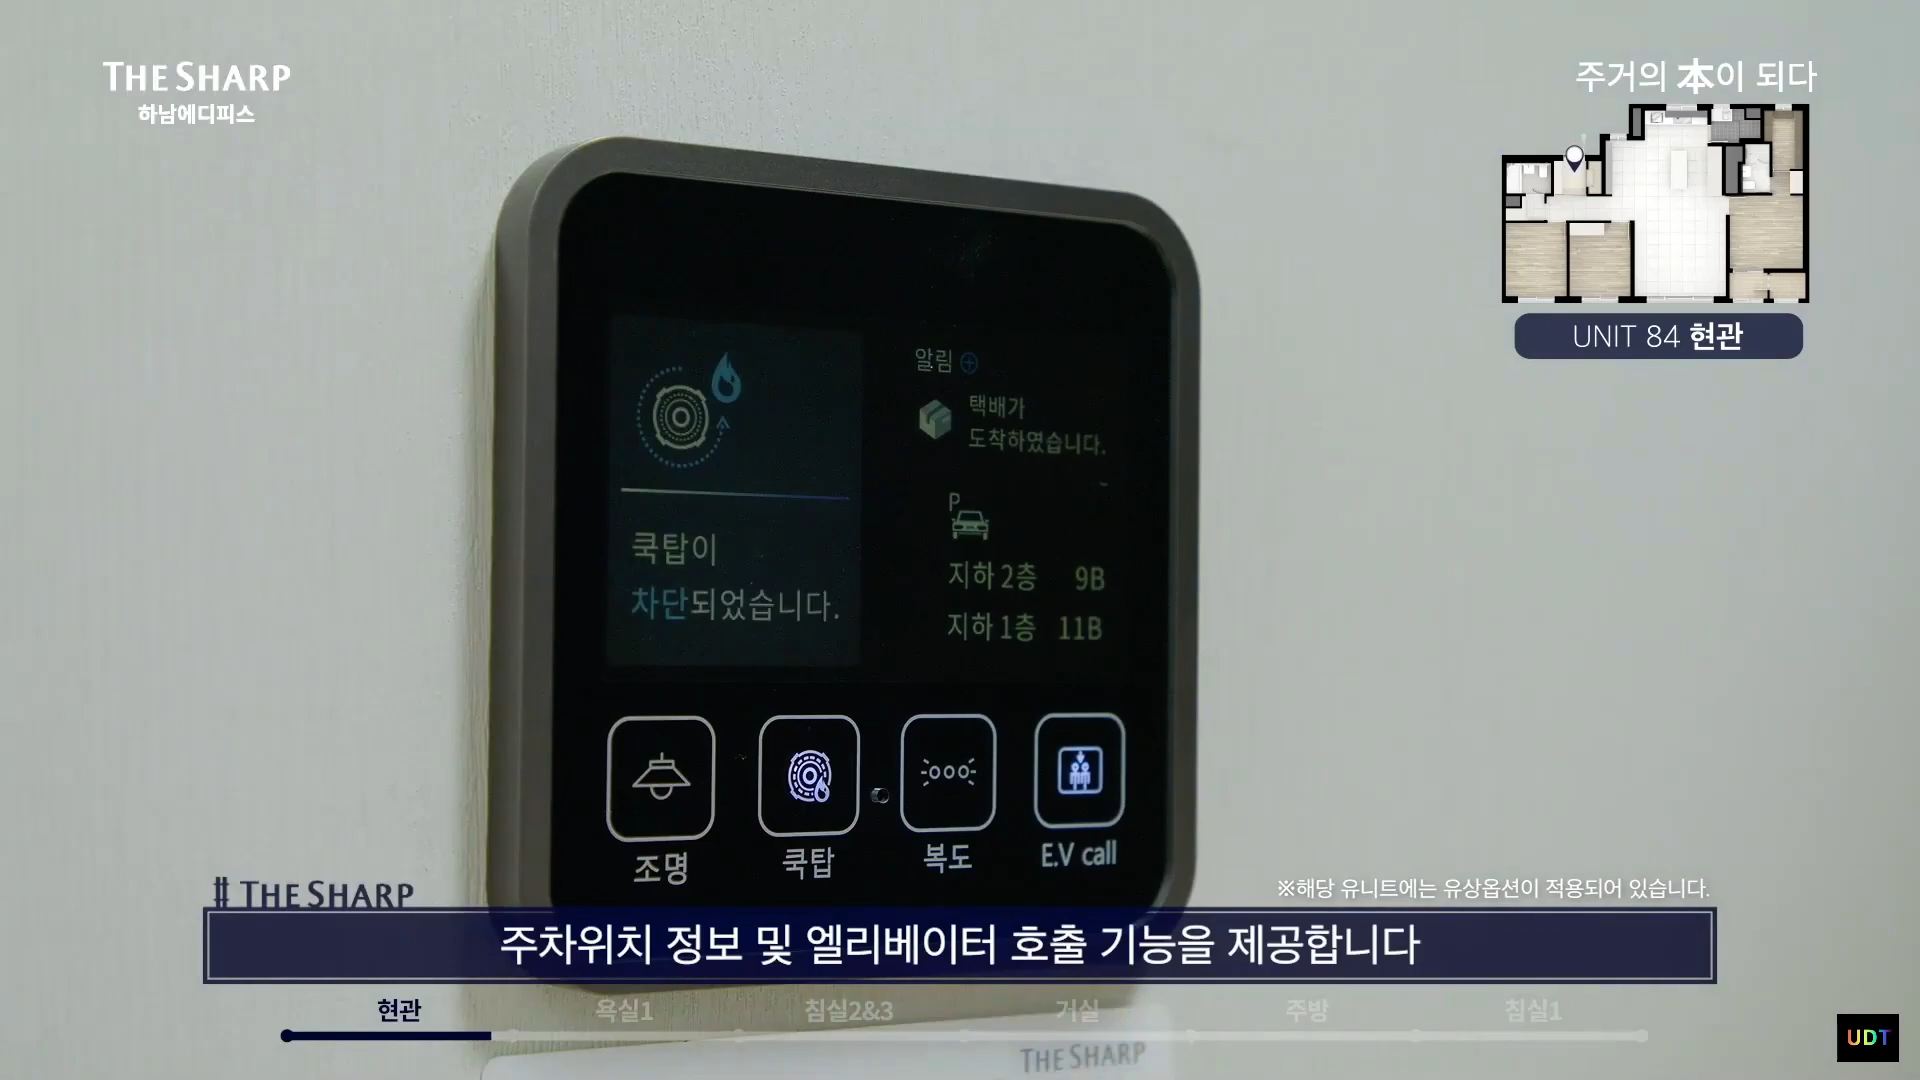 THE SHARP
하남에디피스
주거의 本이 되다
UNIT 84 현관
알림
택배가
도착하였습니다.
P
쿡탑이
차단되었습니다.
지하 2층 9B
지하 1층 11B
조명
쿡탑
복도
E.V call
# THE SHARP
※해당 유니트에는 유상옵션이 적용되어 있습니다.
주차위치 정보 및 엘리베이터 호출 기능을 제공합니다
현관 욕실1 침실2&3 거실 주방 침실1
THE SHARP
UDT